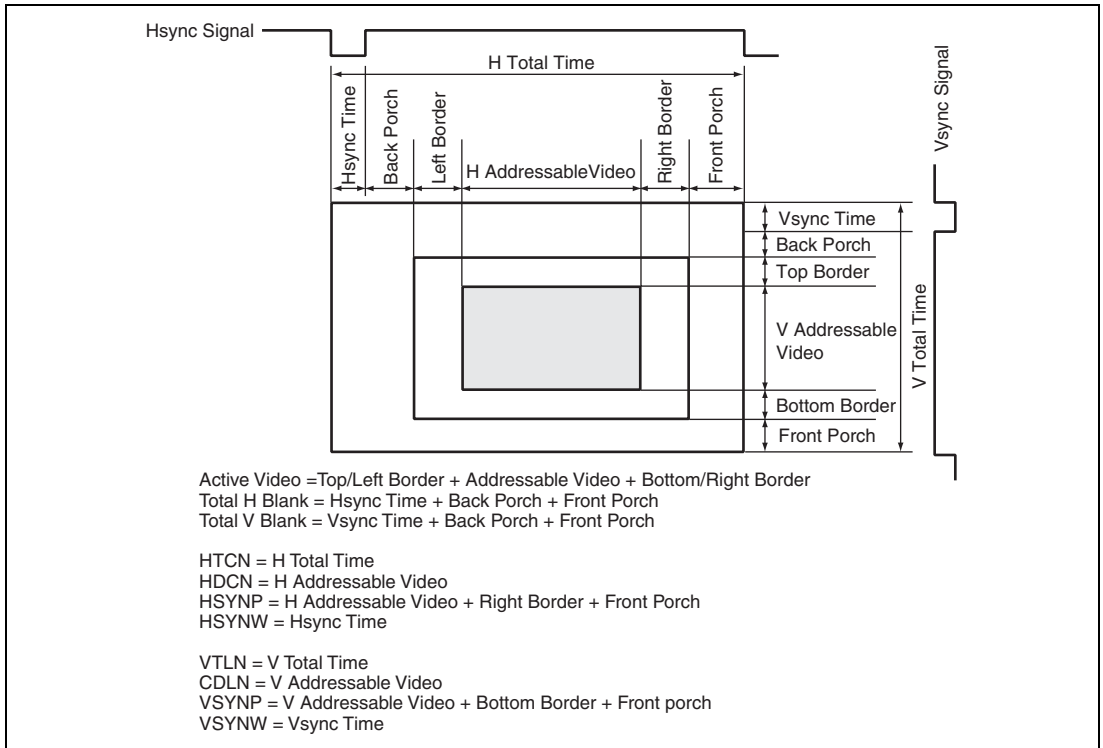 Hsync Signal
H Total Time
Hsync Time
Back Porch
Left Border
H AddressableVideo
Right Border
Front Porch
Vsync Signal
Vsync Time
Back Porch
Top Border
V Addressable
Video
Bottom Border
Front Porch
V Total Time
Active Video =Top/Left Border + Addressable Video + Bottom/Right Border
Total H Blank = Hsync Time + Back Porch + Front Porch
Total V Blank = Vsync Time + Back Porch + Front Porch
HTCN = H Total Time
HDCN = H Addressable Video
HSYNP = H Addressable Video + Right Border + Front Porch
HSYNW = Hsync Time
VTLN = V Total Time
CDLN = V Addressable Video
VSYNP = V Addressable Video + Bottom Border + Front porch
VSYNW = Vsync Time